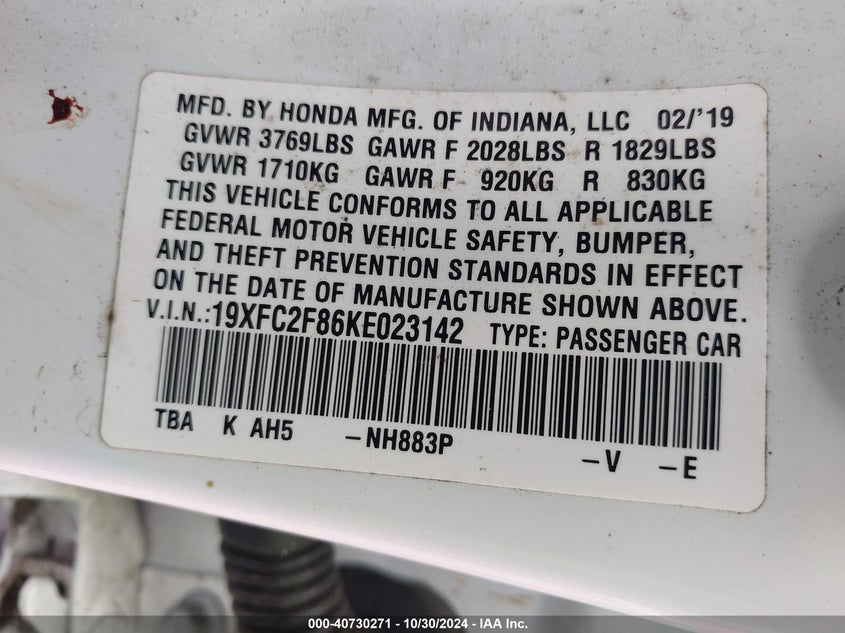 MFD. BY HONDA MFG. OF INDIANA, LLC 02/'19
GVWR 3769LBS GAWR F 2028LBS R 1829LBS
GVWR 1710KG GAWR F 920KG R 830KG
THIS VEHICLE CONFORMS TO ALL APPLICABLE
FEDERAL MOTOR VEHICLE SAFETY, BUMPER,
AND THEFT PREVENTION STANDARDS IN EFFECT
ON THE DATE OF MANUFACTURE SHOWN ABOVE.
V.I.N.:19XFC2F86KE023142 TYPE: PASSENGER CAR
TBA K AH5 -NH883P -V -E
000-40730271 - 10/30/2024 - IAA Inc.